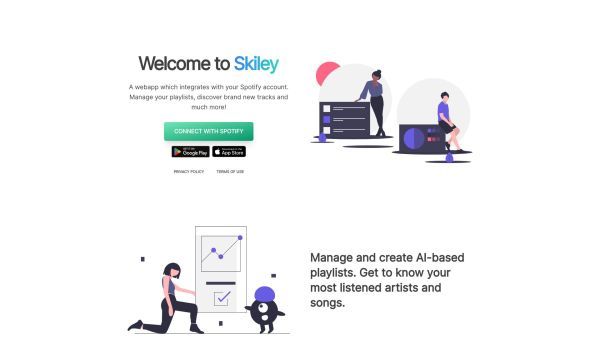 Welcome to Skiley
A webapp which integrates with your Spotify account.
Manage your playlists, discover brand new tracks and
much more!
CONNECT WITH SPOTIFY
GET IT ON
Google Play
Download on the
App Store
PRIVACY POLICY
TERMS OF USE
Manage and create AI-based
playlists. Get to know your
most listened artists and
songs.